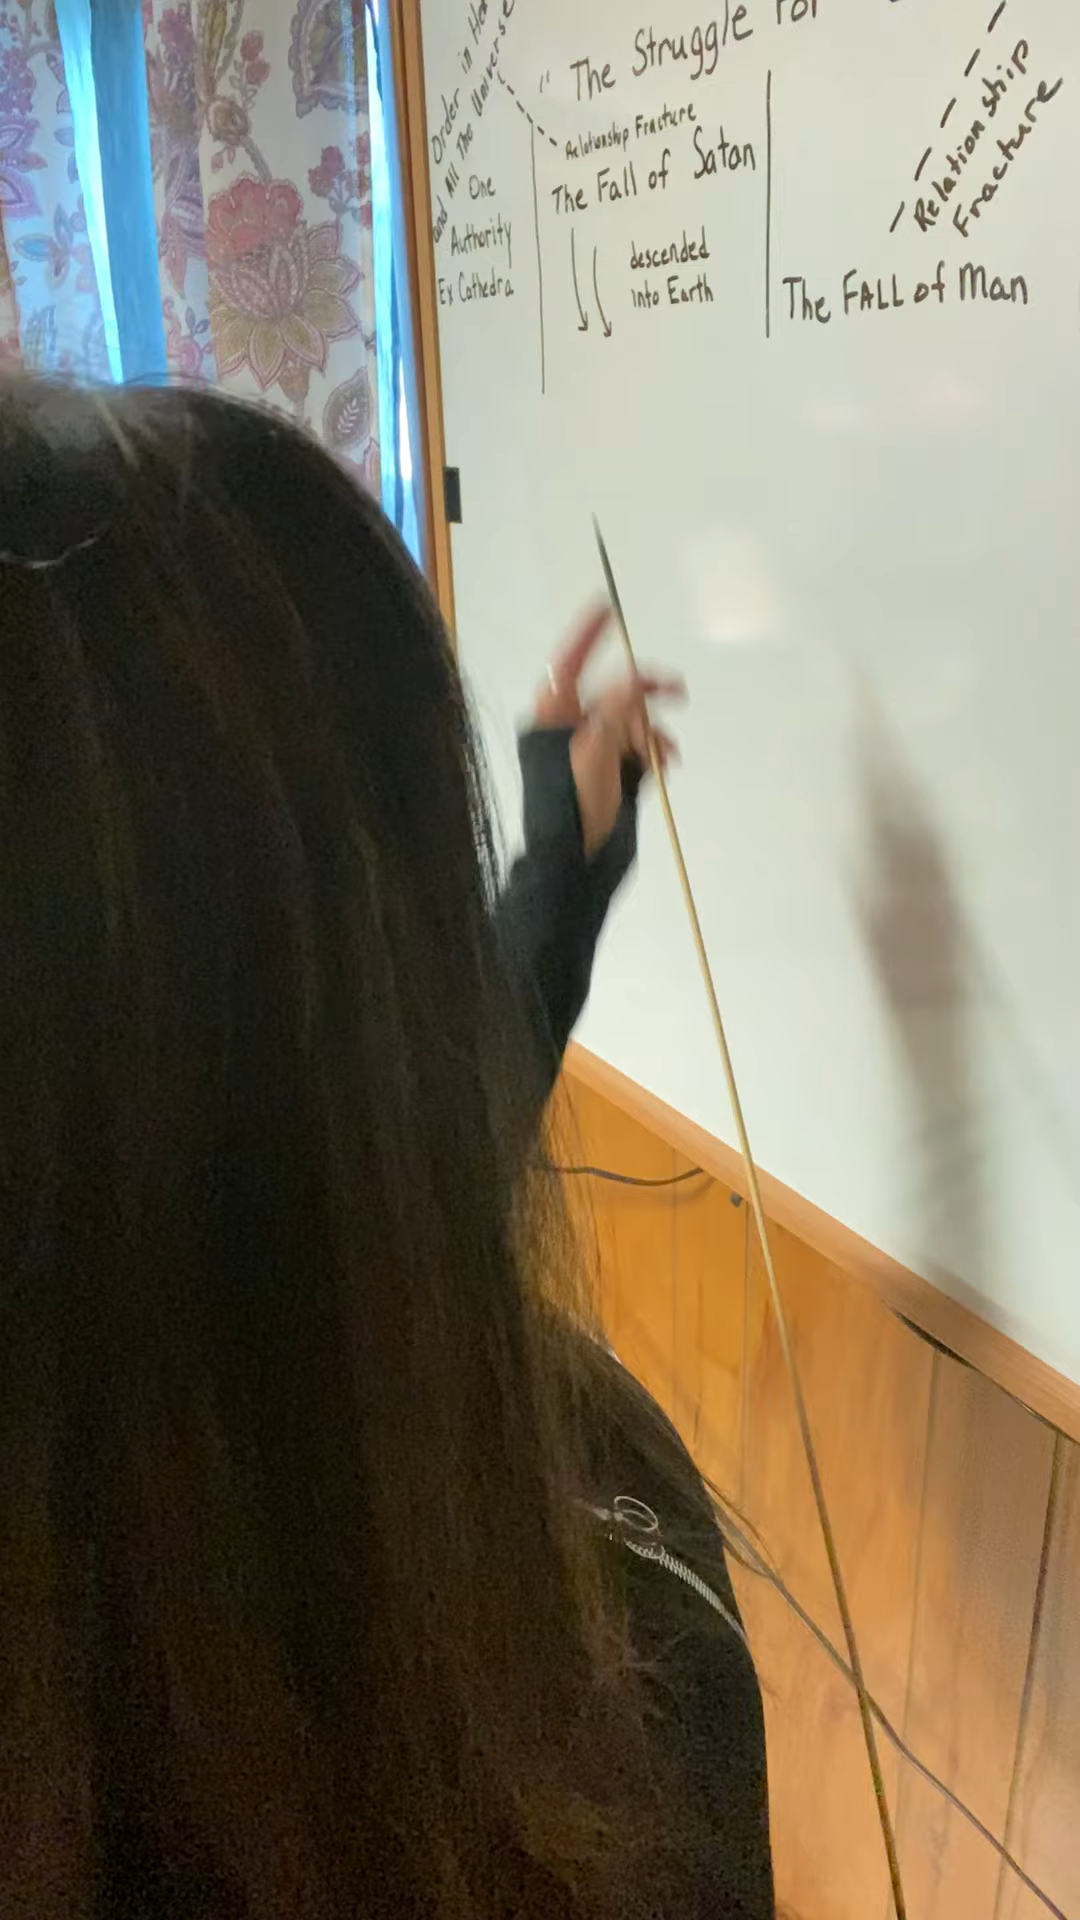 "The Struggle For
Order in
and All The Universe
One
Authority
Ex Cathedra
Relationship Fracture
The Fall of Satan
descended
into Earth
Relationship
Fracture
The FALL of Man